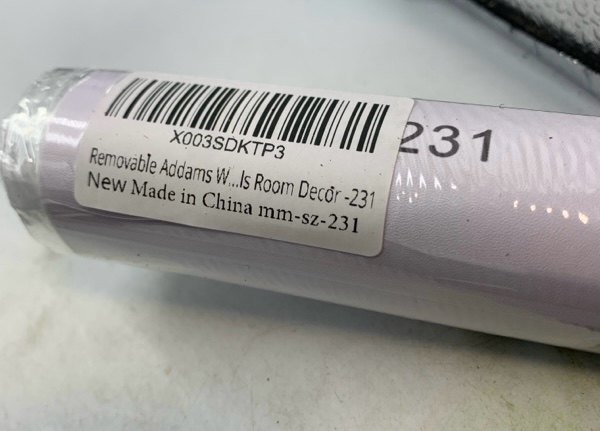 X003SDKTP3
Removable Addams W...ls Room Decor -231
New Made in China mm-sz-231
231